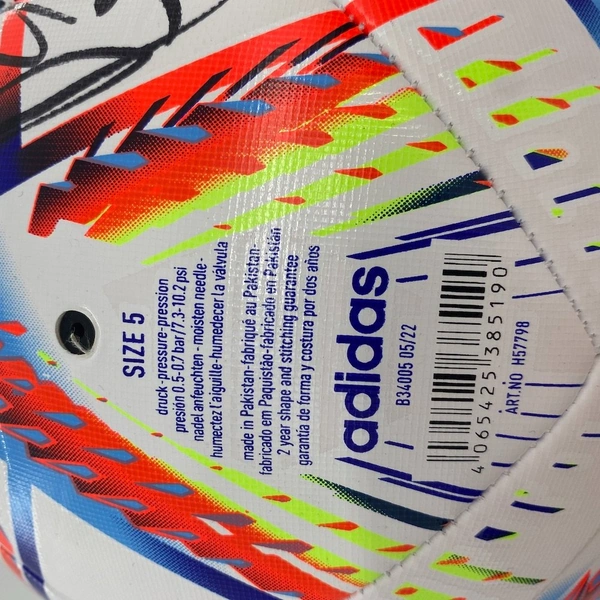 SIZE 5
druck - pressure - pression
presión 0.5-0.7 bar/7.3-10.2 psi
nadel anfeuchten - moisten needle -
humectez l'aiguille - humedecer la válvula
made in Pakistan-fabriqué au Pakistan-
fabricado em Paquistão-fabricado en Pakistán
2 year shape and stitching guarantee
garantía de forma y costura por dos años
adidas
B34005 05/22
4 065425 385190
ART.NO H57798